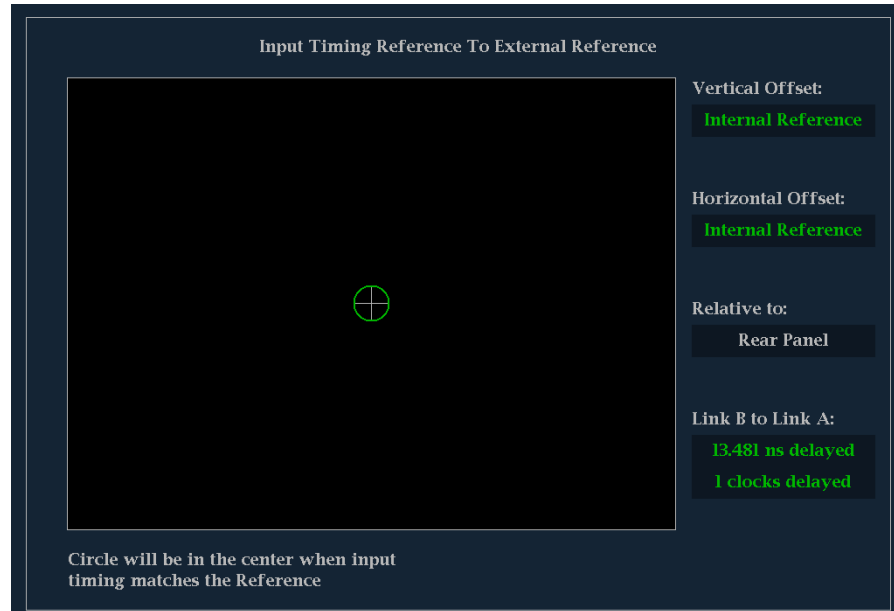 Input Timing Reference To External Reference
Vertical Offset:
Internal Reference
Horizontal Offset:
Internal Reference
Relative to:
Rear Panel
Link B to Link A:
13.481 ns delayed
1 clocks delayed
Circle will be in the center when input
timing matches the Reference